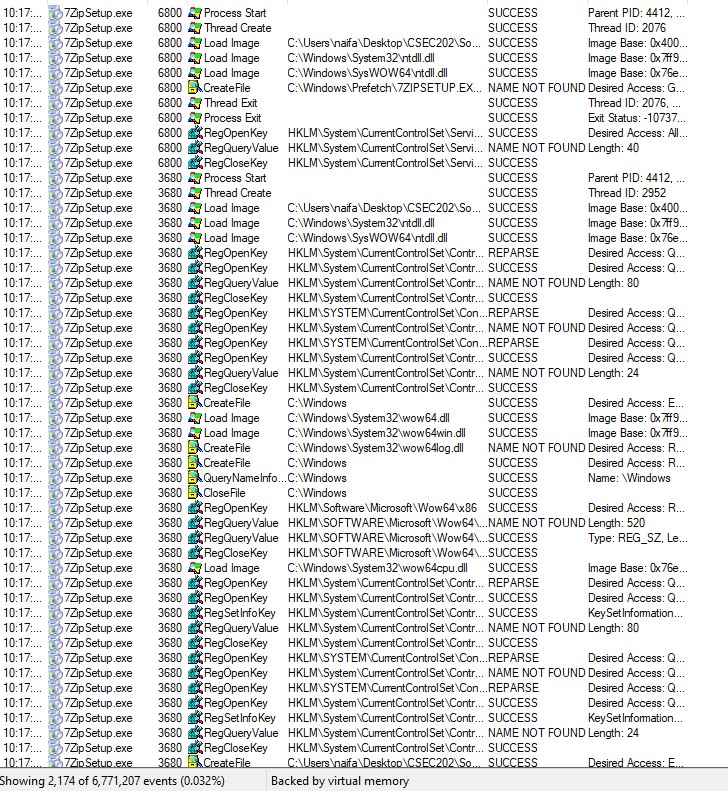 10:17:... 7ZipSetup.exe 6800 Process Start SUCCESS Parent PID: 4412, ...
10:17:... 7ZipSetup.exe 6800 Thread Create SUCCESS Thread ID: 2076
10:17:... 7ZipSetup.exe 6800 Load Image C:\Users\naifa\Desktop\CSEC202\So... SUCCESS Image Base: 0x400...
10:17:... 7ZipSetup.exe 6800 Load Image C:\Windows\System32\ntdll.dll SUCCESS Image Base: 0x7ff9...
10:17:... 7ZipSetup.exe 6800 Load Image C:\Windows\SysWOW64\ntdll.dll SUCCESS Image Base: 0x76e...
10:17:... 7ZipSetup.exe 6800 CreateFile C:\Windows\Prefetch\7ZIPSETUP.EX... NAME NOT FOUND Desired Access: G...
10:17:... 7ZipSetup.exe 6800 Thread Exit SUCCESS Thread ID: 2076, ...
10:17:... 7ZipSetup.exe 6800 Process Exit SUCCESS Exit Status: -10737...
10:17:... 7ZipSetup.exe 6800 RegOpenKey HKLM\System\CurrentControlSet\Servi... SUCCESS Desired Access: All...
10:17:... 7ZipSetup.exe 6800 RegQueryValue HKLM\System\CurrentControlSet\Servi... NAME NOT FOUND Length: 40
10:17:... 7ZipSetup.exe 6800 RegCloseKey HKLM\System\CurrentControlSet\Servi... SUCCESS
10:17:... 7ZipSetup.exe 3680 Process Start SUCCESS Parent PID: 4412, ...
10:17:... 7ZipSetup.exe 3680 Thread Create SUCCESS Thread ID: 2952
10:17:... 7ZipSetup.exe 3680 Load Image C:\Users\naifa\Desktop\CSEC202\So... SUCCESS Image Base: 0x400...
10:17:... 7ZipSetup.exe 3680 Load Image C:\Windows\System32\ntdll.dll SUCCESS Image Base: 0x7ff9...
10:17:... 7ZipSetup.exe 3680 Load Image C:\Windows\SysWOW64\ntdll.dll SUCCESS Image Base: 0x76e...
10:17:... 7ZipSetup.exe 3680 RegOpenKey HKLM\System\CurrentControlSet\Contr... REPARSE Desired Access: Q...
10:17:... 7ZipSetup.exe 3680 RegOpenKey HKLM\System\CurrentControlSet\Contr... SUCCESS Desired Access: Q...
10:17:... 7ZipSetup.exe 3680 RegQueryValue HKLM\System\CurrentControlSet\Contr... NAME NOT FOUND Length: 80
10:17:... 7ZipSetup.exe 3680 RegCloseKey HKLM\System\CurrentControlSet\Contr... SUCCESS
10:17:... 7ZipSetup.exe 3680 RegOpenKey HKLM\SYSTEM\CurrentControlSet\Con... REPARSE Desired Access: Q...
10:17:... 7ZipSetup.exe 3680 RegOpenKey HKLM\System\CurrentControlSet\Contr... NAME NOT FOUND Desired Access: Q...
10:17:... 7ZipSetup.exe 3680 RegOpenKey HKLM\SYSTEM\CurrentControlSet\Con... REPARSE Desired Access: Q...
10:17:... 7ZipSetup.exe 3680 RegOpenKey HKLM\System\CurrentControlSet\Contr... SUCCESS Desired Access: Q...
10:17:... 7ZipSetup.exe 3680 RegQueryValue HKLM\System\CurrentControlSet\Contr... NAME NOT FOUND Length: 24
10:17:... 7ZipSetup.exe 3680 RegCloseKey HKLM\System\CurrentControlSet\Contr... SUCCESS
10:17:... 7ZipSetup.exe 3680 CreateFile C:\Windows SUCCESS Desired Access: E...
10:17:... 7ZipSetup.exe 3680 Load Image C:\Windows\System32\wow64.dll SUCCESS Image Base: 0x7ff9...
10:17:... 7ZipSetup.exe 3680 Load Image C:\Windows\System32\wow64win.dll SUCCESS Image Base: 0x7ff9...
10:17:... 7ZipSetup.exe 3680 CreateFile C:\Windows\System32\wow64log.dll NAME NOT FOUND Desired Access: R...
10:17:... 7ZipSetup.exe 3680 CreateFile C:\Windows SUCCESS Desired Access: R...
10:17:... 7ZipSetup.exe 3680 QueryNameInfo... C:\Windows SUCCESS Name: \Windows
10:17:... 7ZipSetup.exe 3680 CloseFile C:\Windows SUCCESS
10:17:... 7ZipSetup.exe 3680 RegOpenKey HKLM\Software\Microsoft\Wow64\x86 SUCCESS Desired Access: R...
10:17:... 7ZipSetup.exe 3680 RegQueryValue HKLM\SOFTWARE\Microsoft\Wow64\... NAME NOT FOUND Length: 520
10:17:... 7ZipSetup.exe 3680 RegQueryValue HKLM\SOFTWARE\Microsoft\Wow64\... SUCCESS Type: REG_SZ, Le...
10:17:... 7ZipSetup.exe 3680 RegCloseKey HKLM\SOFTWARE\Microsoft\Wow64\... SUCCESS
10:17:... 7ZipSetup.exe 3680 Load Image C:\Windows\System32\wow64cpu.dll SUCCESS Image Base: 0x76e...
10:17:... 7ZipSetup.exe 3680 RegOpenKey HKLM\System\CurrentControlSet\Contr... REPARSE Desired Access: Q...
10:17:... 7ZipSetup.exe 3680 RegOpenKey HKLM\System\CurrentControlSet\Contr... SUCCESS Desired Access: Q...
10:17:... 7ZipSetup.exe 3680 RegSetInfoKey HKLM\System\CurrentControlSet\Contr... SUCCESS KeySetInformation...
10:17:... 7ZipSetup.exe 3680 RegQueryValue HKLM\System\CurrentControlSet\Contr... NAME NOT FOUND Length: 80
10:17:... 7ZipSetup.exe 3680 RegCloseKey HKLM\System\CurrentControlSet\Contr... SUCCESS
10:17:... 7ZipSetup.exe 3680 RegOpenKey HKLM\SYSTEM\CurrentControlSet\Con... REPARSE Desired Access: Q...
10:17:... 7ZipSetup.exe 3680 RegOpenKey HKLM\System\CurrentControlSet\Contr... NAME NOT FOUND Desired Access: Q...
10:17:... 7ZipSetup.exe 3680 RegOpenKey HKLM\SYSTEM\CurrentControlSet\Con... REPARSE Desired Access: Q...
10:17:... 7ZipSetup.exe 3680 RegOpenKey HKLM\System\CurrentControlSet\Contr... SUCCESS Desired Access: Q...
10:17:... 7ZipSetup.exe 3680 RegSetInfoKey HKLM\System\CurrentControlSet\Contr... SUCCESS KeySetInformation...
10:17:... 7ZipSetup.exe 3680 RegQueryValue HKLM\System\CurrentControlSet\Contr... NAME NOT FOUND Length: 24
10:17:... 7ZipSetup.exe 3680 RegCloseKey HKLM\System\CurrentControlSet\Contr... SUCCESS
10:17:... 7ZipSetup.exe 3680 CreateFile C:\Users\naifa\Desktop\CSEC202\So... SUCCESS Desired Access: E...
Showing 2,174 of 6,771,207 events (0.032%) Backed by virtual memory